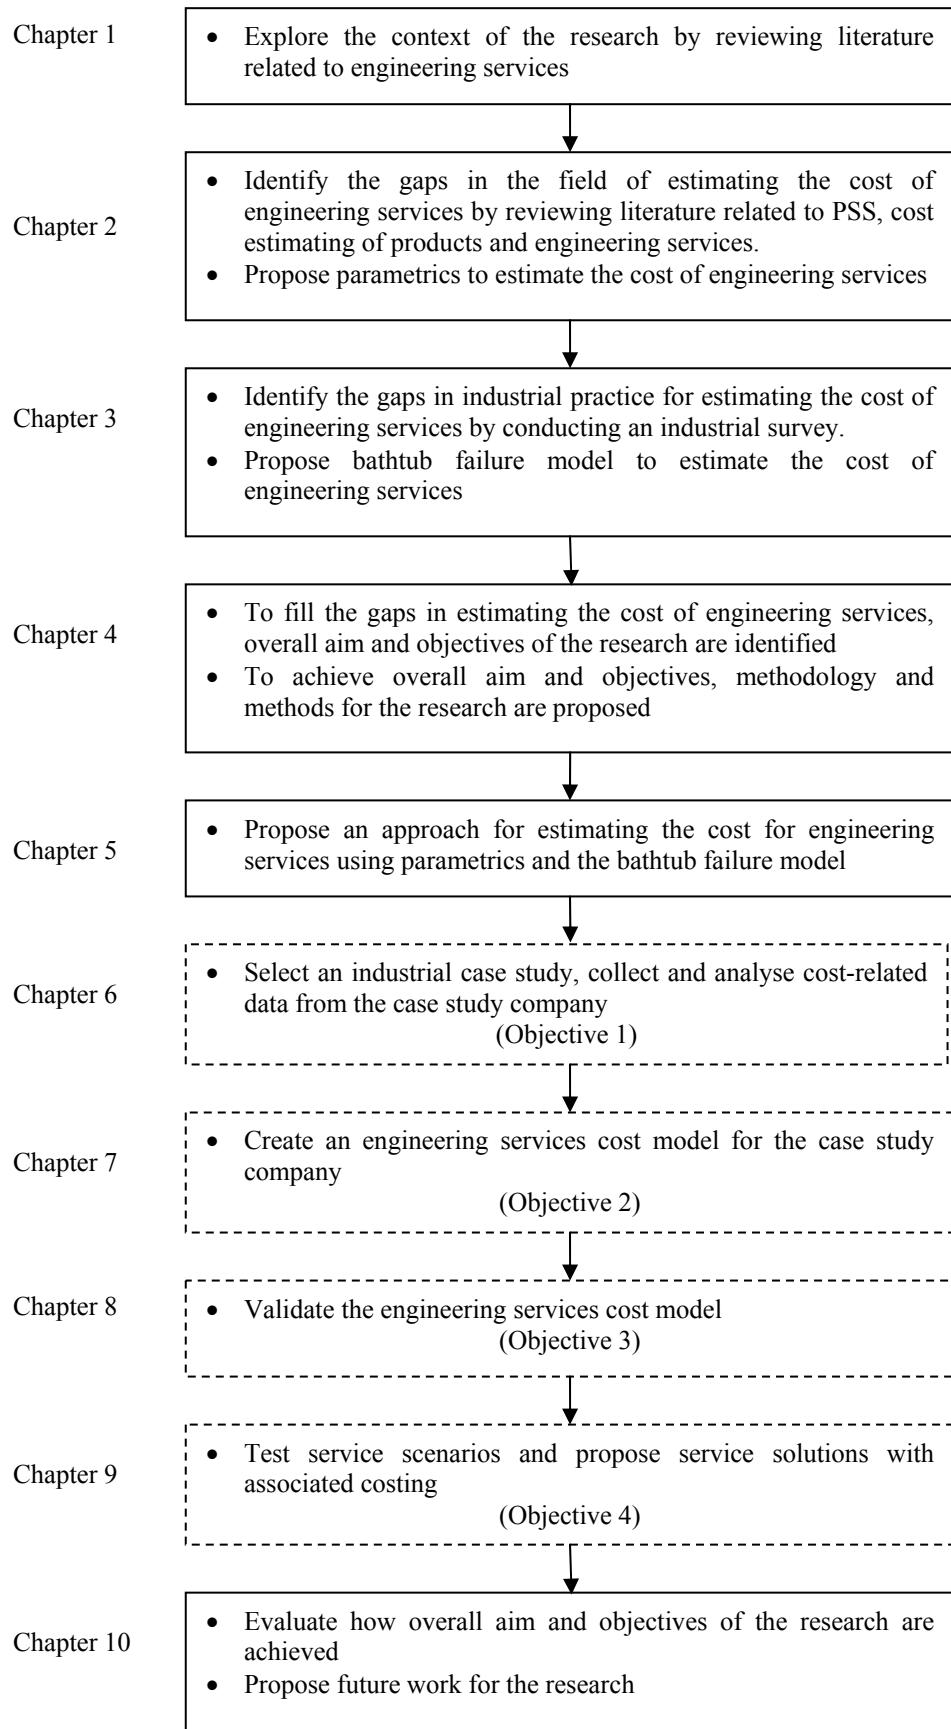 Chapter 1
• Explore the context of the research by reviewing literature
related to engineering services
Chapter 2
• Identify the gaps in the field of estimating the cost of
engineering services by reviewing literature related to PSS, cost
estimating of products and engineering services.
• Propose parametrics to estimate the cost of engineering services
Chapter 3
• Identify the gaps in industrial practice for estimating the cost of
engineering services by conducting an industrial survey.
• Propose bathtub failure model to estimate the cost of
engineering services
Chapter 4
• To fill the gaps in estimating the cost of engineering services,
overall aim and objectives of the research are identified
• To achieve overall aim and objectives, methodology and
methods for the research are proposed
Chapter 5
• Propose an approach for estimating the cost for engineering
services using parametrics and the bathtub failure model
Chapter 6
• Select an industrial case study, collect and analyse cost-related
data from the case study company
(Objective 1)
Chapter 7
• Create an engineering services cost model for the case study
company
(Objective 2)
Chapter 8
• Validate the engineering services cost model
(Objective 3)
Chapter 9
• Test service scenarios and propose service solutions with
associated costing
(Objective 4)
Chapter 10
• Evaluate how overall aim and objectives of the research are
achieved
• Propose future work for the research